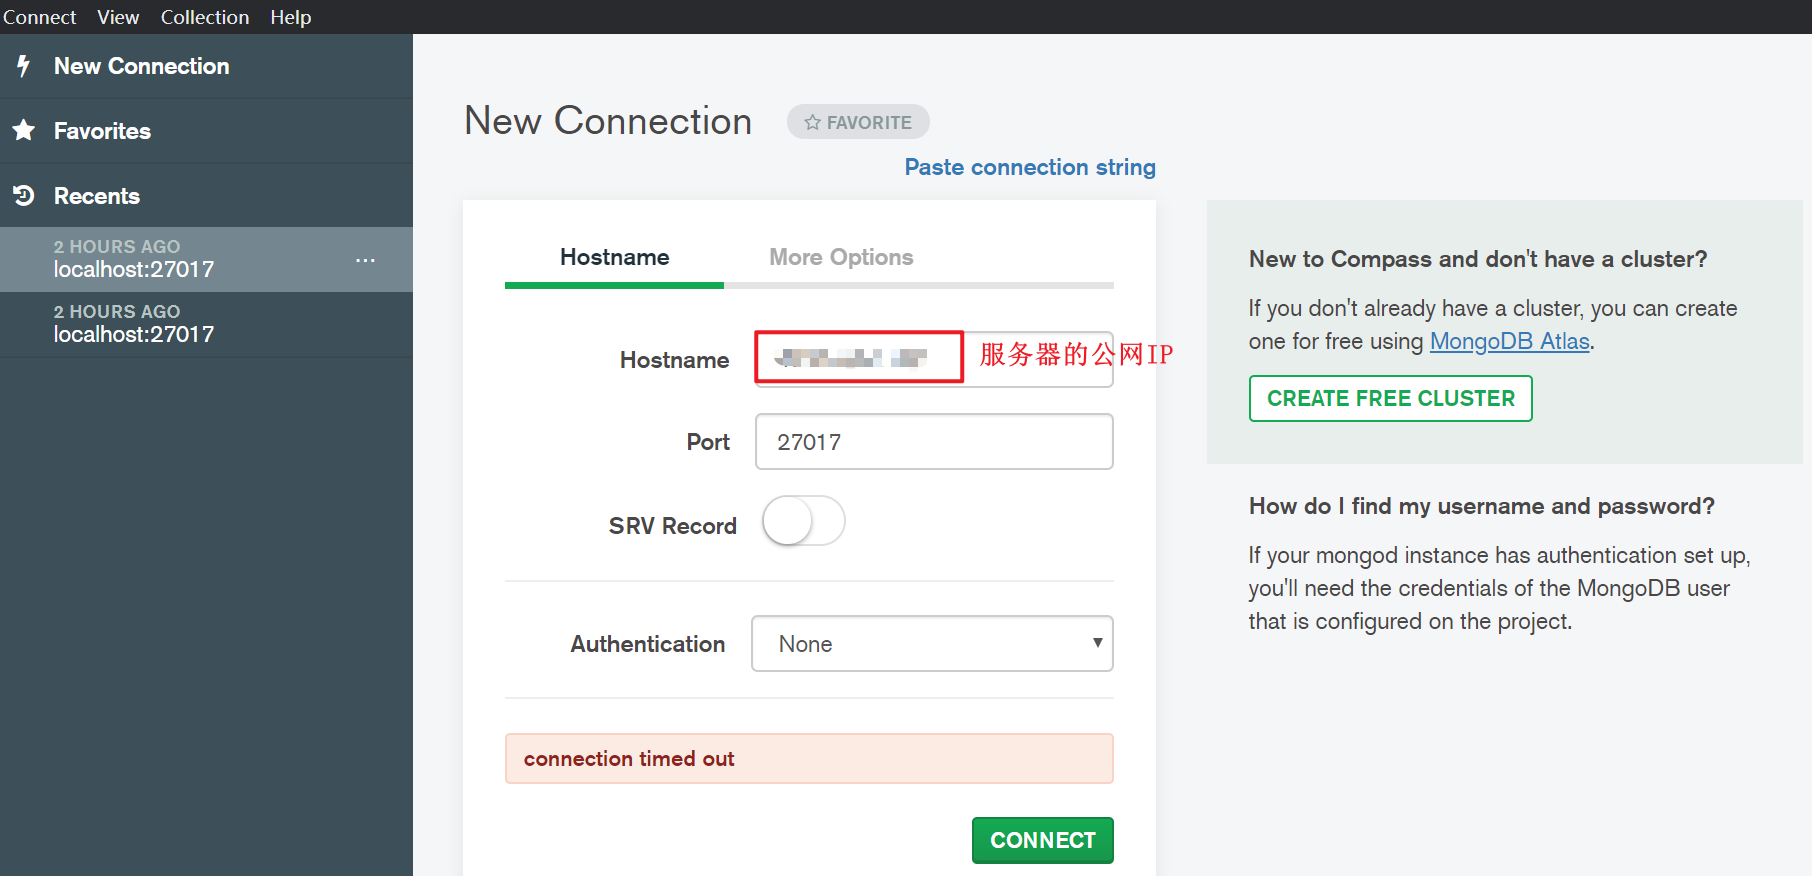 Connect View Collection Help
New Connection
Favorites
Recents
2 HOURS AGO
localhost:27017
...
2 HOURS AGO
localhost:27017
New Connection
FAVORITE
Paste connection string
Hostname More Options
Hostname
服务器的公网IP
Port 27017
SRV Record
Authentication None
connection timed out
CONNECT
New to Compass and don't have a cluster?
If you don't already have a cluster, you can create
one for free using MongoDB Atlas.
CREATE FREE CLUSTER
How do I find my username and password?
If your mongod instance has authentication set up,
you'll need the credentials of the MongoDB user
that is configured on the project.